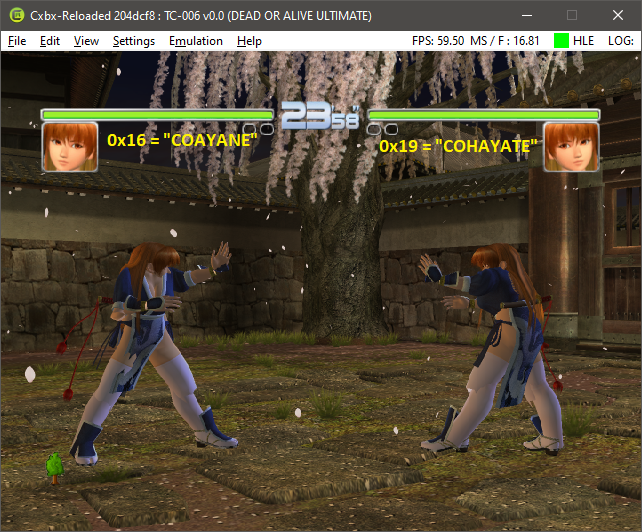 Cxbx-Reloaded 204dcf8 : TC-006 v0.0 (DEAD OR ALIVE ULTIMATE)
File Edit View Settings Emulation Help FPS: 59.50 MS / F : 16.81 HLE LOG:
23"58
0x16 = "COAYANE"
0x19 = "COHAYATE"